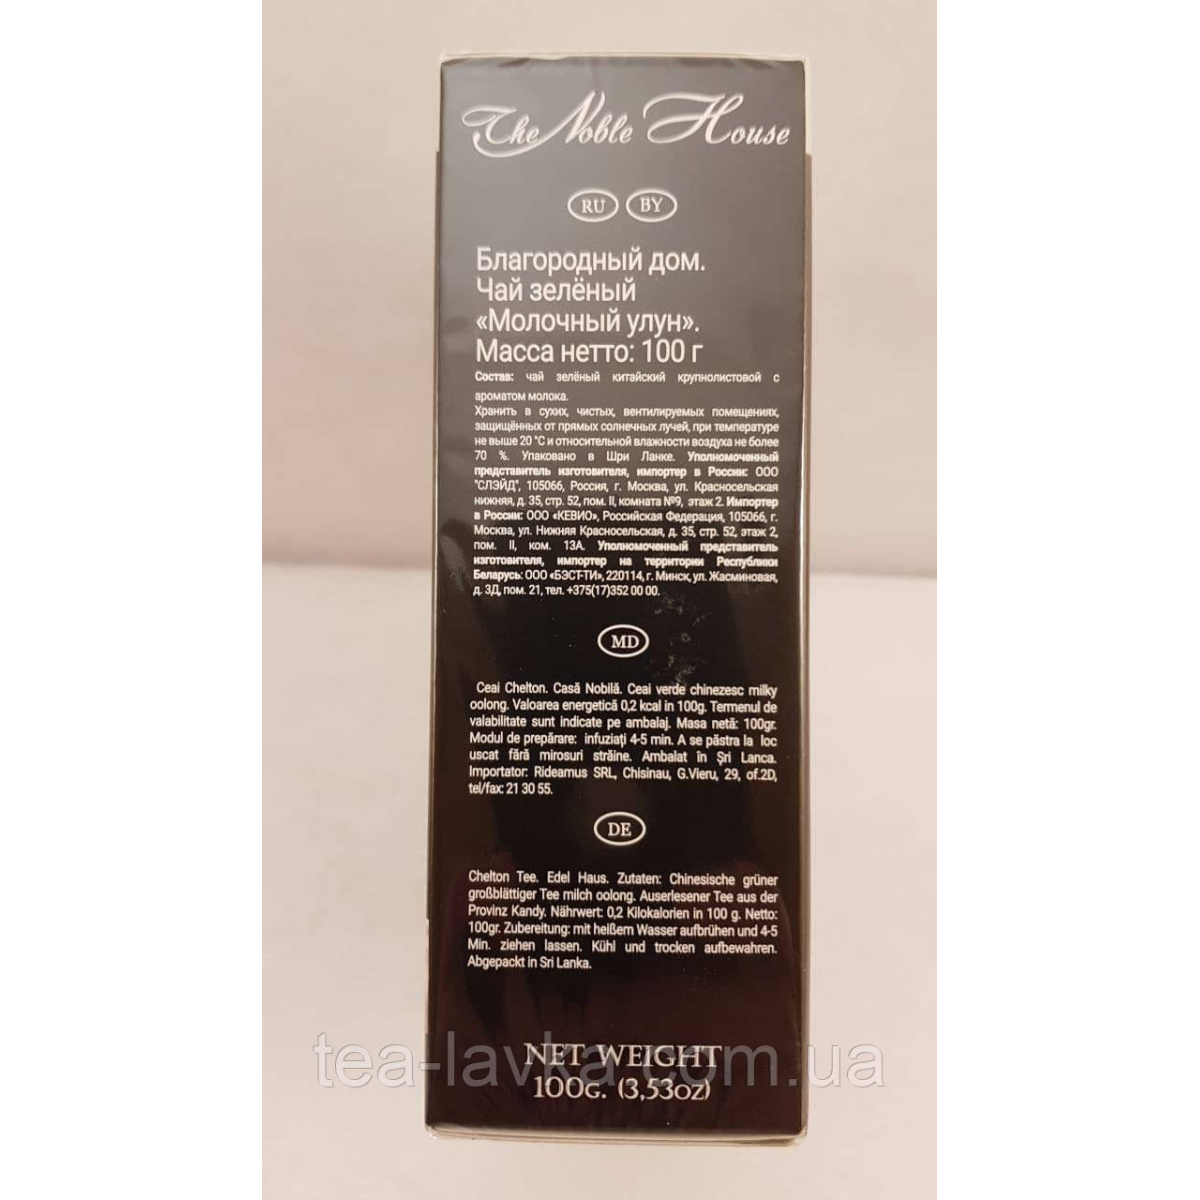 The Noble House
RU BY
Благородный дом.
Чай зелёный
«Молочный улун».
Масса нетто: 100 г
Состав: чай зелёный китайский крупнолистовой с
ароматом молока.
Хранить в сухих, чистых, вентилируемых помещениях,
защищённых от прямых солнечных лучей, при температуре
не выше 20 °С и относительной влажности воздуха не более
70 %. Упаковано в Шри Ланке. Уполномоченный
представитель изготовителя, импортер в России: ООО
"СЛЭЙД", 105066, Россия, г. Москва, ул. Красносельская
нижняя, д. 35, стр. 52, пом. II, комната №9, этаж 2. Импортер
в России: ООО «КЕВИО», Российская Федерация, 105066, г.
Москва, ул. Нижняя Красносельская, д. 35, стр. 52, этаж 2,
пом. II, ком. 13А. Уполномоченный представитель
изготовителя, импортер на территории Республики
Беларусь: ООО «БЭСТ-ТИ», 220114, г. Минск, ул. Жасминовая,
д. 3Д, пом. 21, тел. +375(17)352 00 00.
MD
Ceai Chelton. Casă Nobilă. Ceai verde chinezesc milky
oolong. Valoarea energetică 0,2 kcal in 100g. Termenul de
valabilitate sunt indicate pe ambalaj. Masa netă: 100gr.
Modul de prepărare: infuziați 4-5 min. A se păstra la loc
uscat fără mirosuri străine. Ambalat în Șri Lanca.
Importator: Rideamus SRL, Chisinau, G.Vieru, 29, of.2D,
tel/fax: 21 30 55.
DE
Chelton Tee. Edel Haus. Zutaten: Chinesische grüner
großblättiger Tee milch oolong. Auserlesener Tee aus der
Provinz Kandy. Nährwert: 0,2 Kilokalorien in 100 g. Netto:
100gr. Zubereitung: mit heißem Wasser aufbrühen und 4-5
Min. ziehen lassen. Kühl und trocken aufbewahren.
Abgepackt in Sri Lanka.
tea-lavka.com.ua
NET WEIGHT
100G. (3,53OZ)